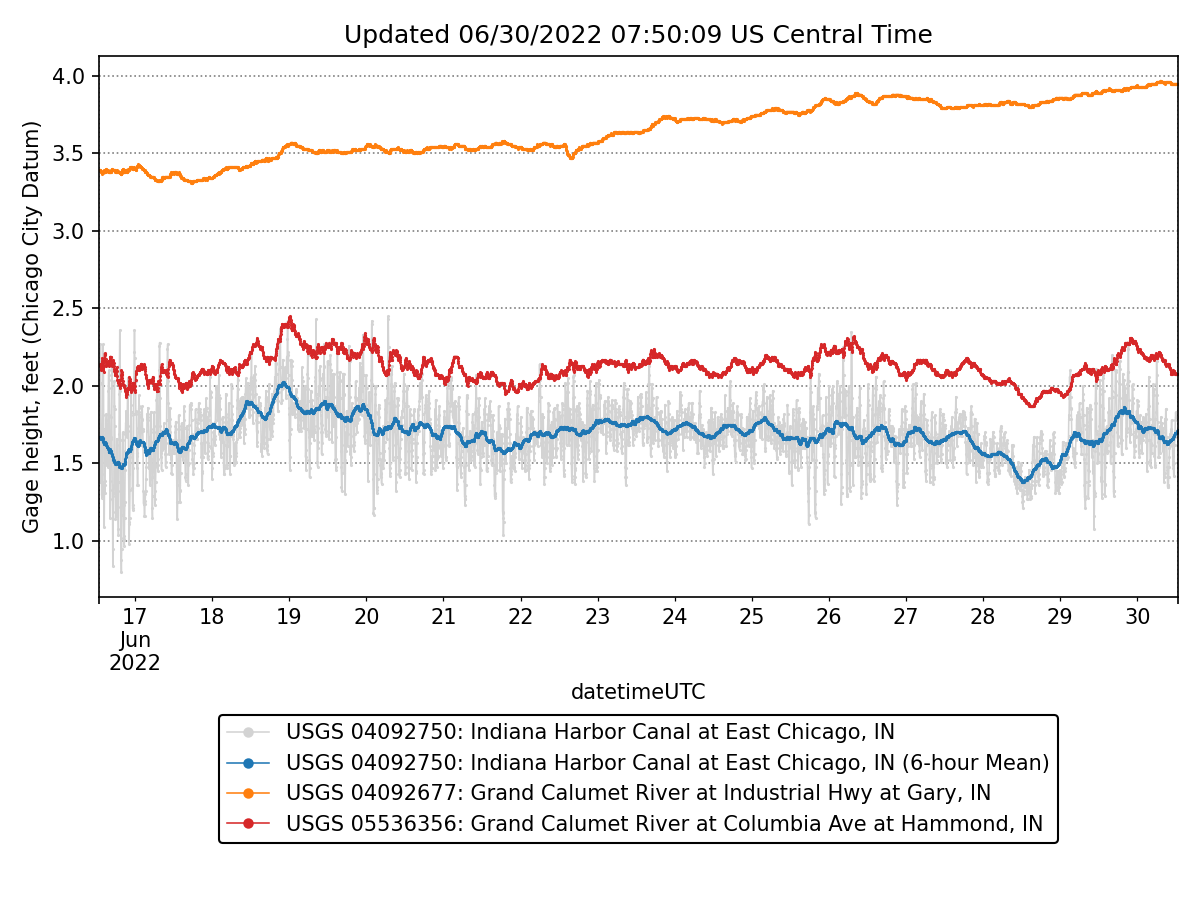 Updated 06/30/2022 07:50:09 US Central Time
Gage height, feet (Chicago City Datum)
4.0
3.5
3.0
2.5
2.0
1.5
1.0
17 18 19 20 21 22 23 24 25 26 27 28 29 30
Jun
2022
datetimeUTC
USGS 04092750: Indiana Harbor Canal at East Chicago, IN
USGS 04092750: Indiana Harbor Canal at East Chicago, IN (6-hour Mean)
USGS 04092677: Grand Calumet River at Industrial Hwy at Gary, IN
USGS 05536356: Grand Calumet River at Columbia Ave at Hammond, IN